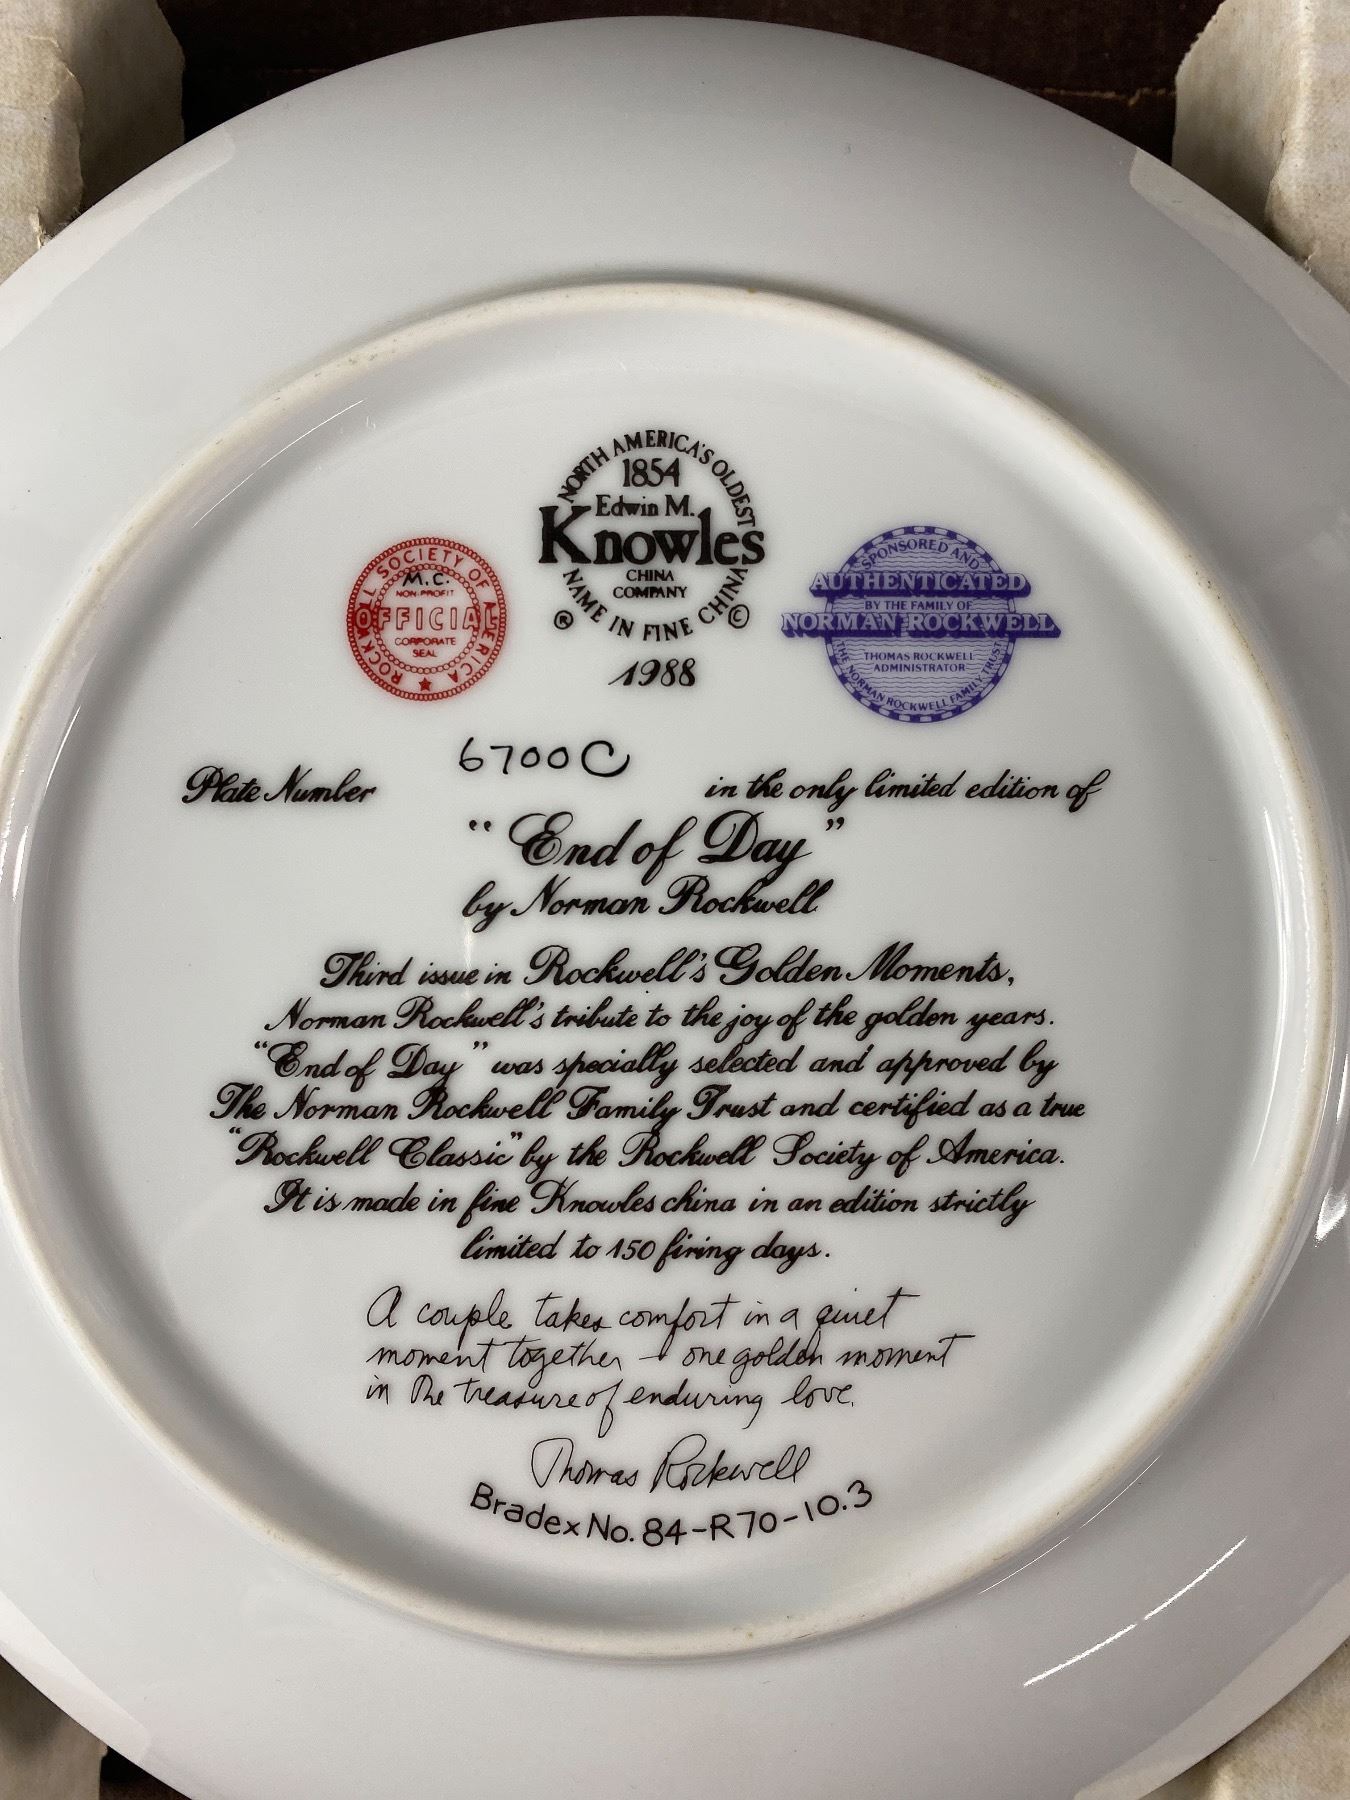 NORTH AMERICA'S OLDEST
1854
Edwin M.
Knowles
CHINA
COMPANY
NAME IN FINE CHINA
® ©
1988
ROCKWELL SOCIETY OF AMERICA
M.C.
NON-PROFIT
OFFICIAL
CORPORATE
SEAL
SPONSORED AND
AUTHENTICATED
BY THE FAMILY OF
NORMAN ROCKWELL
THOMAS ROCKWELL
ADMINISTRATOR
THE NORMAN ROCKWELL FAMILY TRUST
Plate Number 6700C in the only limited edition of
"End of Day"
by Norman Rockwell
Third issue in Rockwell's Golden Moments,
Norman Rockwell's tribute to the joy of the golden years.
"End of Day" was specially selected and approved by
The Norman Rockwell Family Trust and certified as a true
"Rockwell Classic" by the Rockwell Society of America.
It is made in fine Knowles china in an edition strictly
limited to 150 firing days.
A couple takes comfort in a quiet
moment together - one golden moment
in the treasure of enduring love.
Thomas Rockwell
Bradex No. 84-R70-10.3